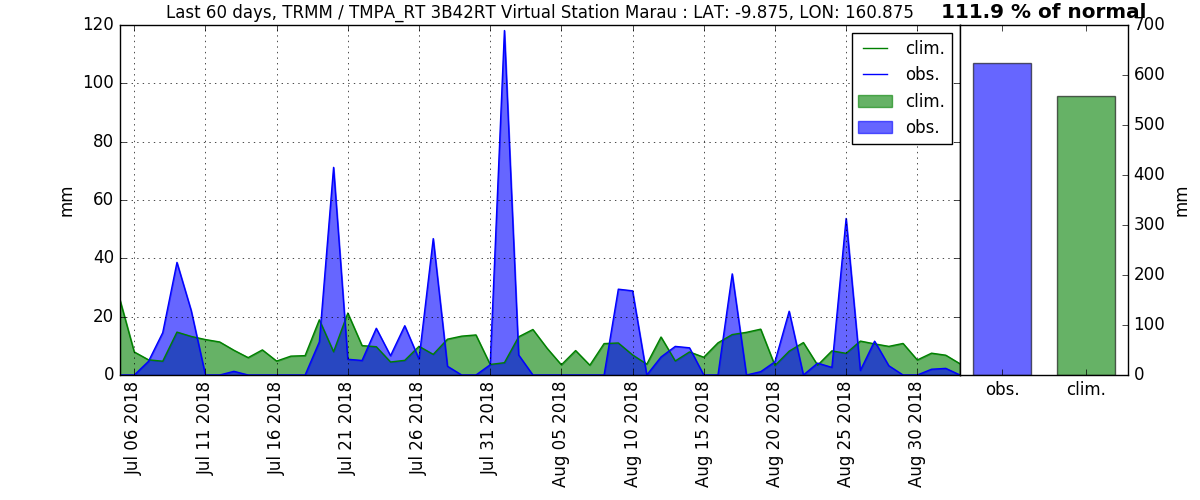 Last 60 days, TRMM / TMPA_RT 3B42RT Virtual Station Marau : LAT: -9.875, LON: 160.875
111.9 % of normal
120
100
80
60
40
20
0
mm
clim.
obs.
clim.
obs.
Jul 06 2018
Jul 11 2018
Jul 16 2018
Jul 21 2018
Jul 26 2018
Jul 31 2018
Aug 05 2018
Aug 10 2018
Aug 15 2018
Aug 20 2018
Aug 25 2018
Aug 30 2018
700
600
500
400
300
200
100
0
mm
obs.
clim.